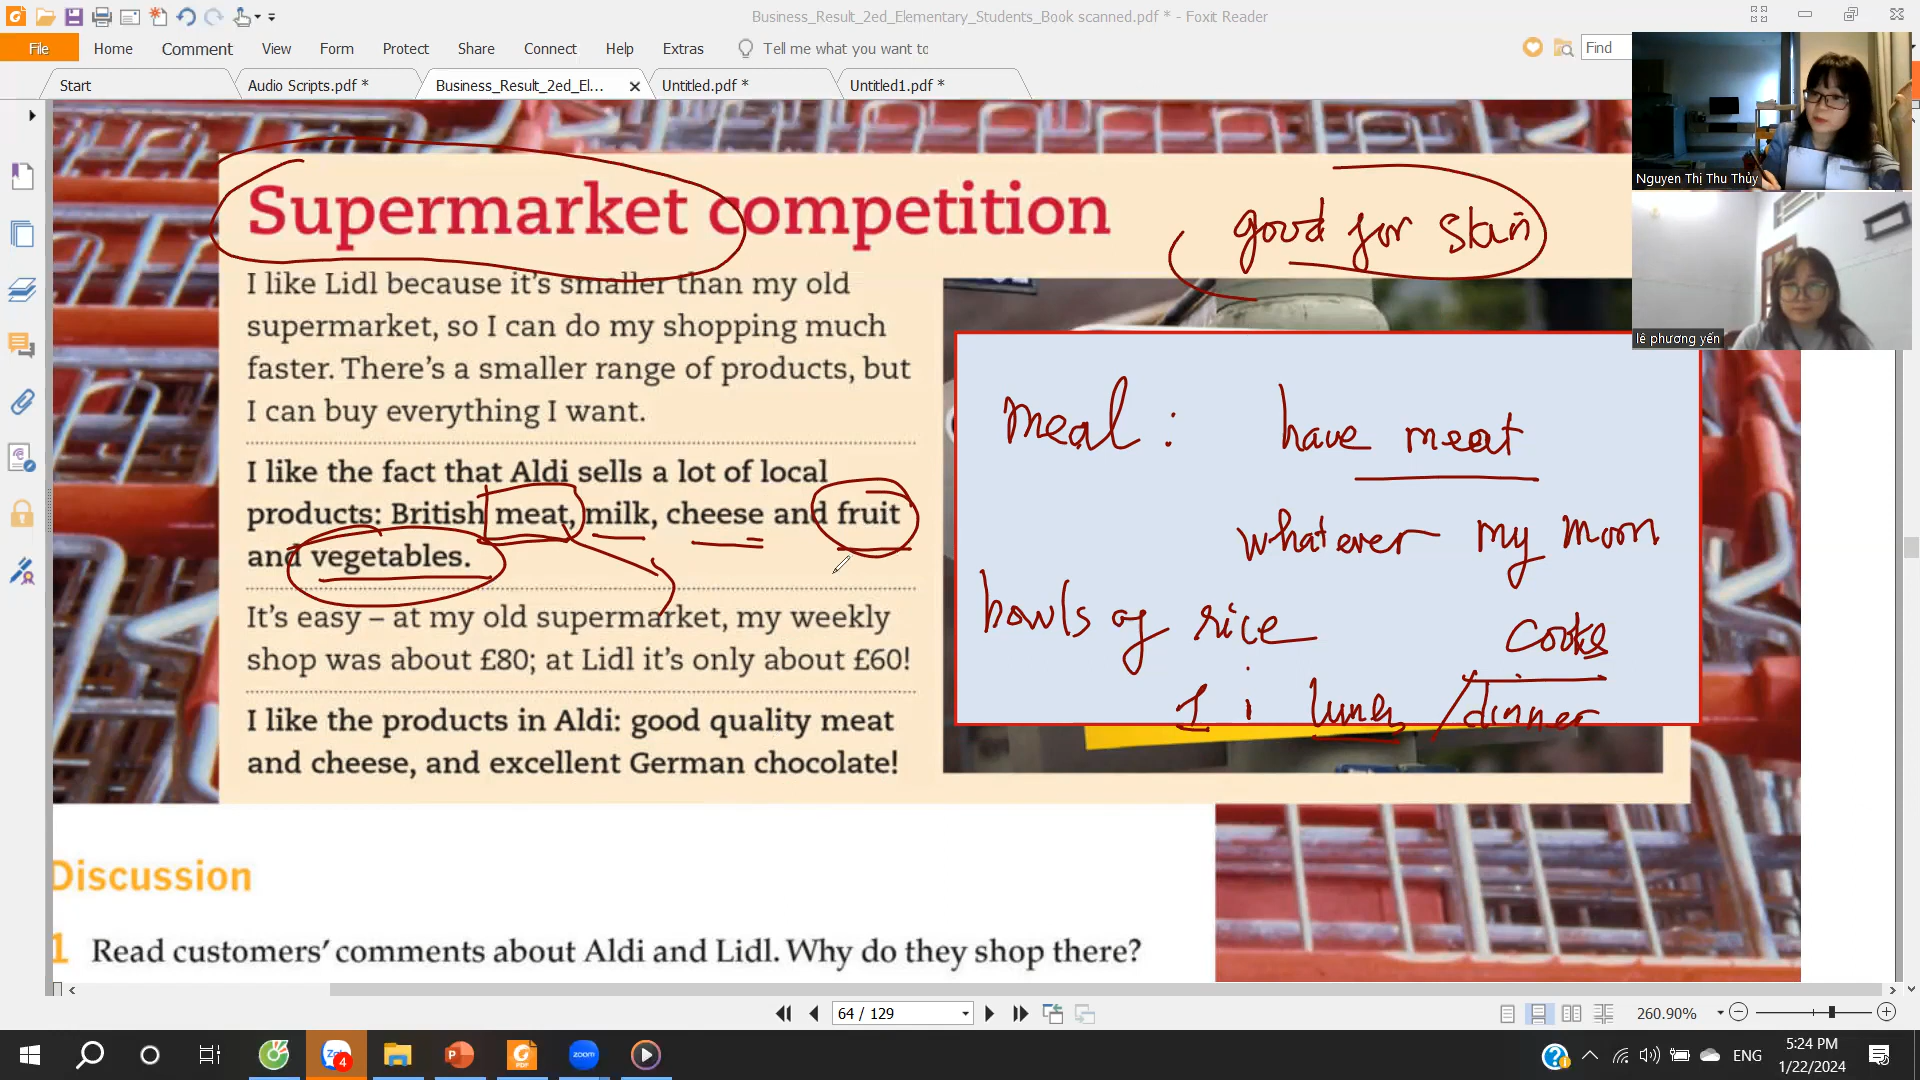 Business_Result_2ed_Elementary_Students_Book scanned.pdf * - Foxit Reader
File Home Comment View Form Protect Share Connect Help Extras Tell me what you want to Find
Start Audio Scripts.pdf * Business_Result_2ed_El... Untitled.pdf * Untitled1.pdf *
Nguyen Thị Thu Thủy
lê phương yến
Supermarket competition
good for skin
I like Lidl because it's smaller than my old
supermarket, so I can do my shopping much
faster. There's a smaller range of products, but
I can buy everything I want.
I like the fact that Aldi sells a lot of local
products: British meat, milk, cheese and fruit
and vegetables.
It's easy – at my old supermarket, my weekly
shop was about £80; at Lidl it's only about £60!
I like the products in Aldi: good quality meat
and cheese, and excellent German chocolate!
meal : have meat
whatever my mom
cooks
bowls of rice
lunch / dinner
Discussion
1 Read customers' comments about Aldi and Lidl. Why do they shop there?
64 / 129
260.90%
4
zoom
ENG
5:24 PM
1/22/2024